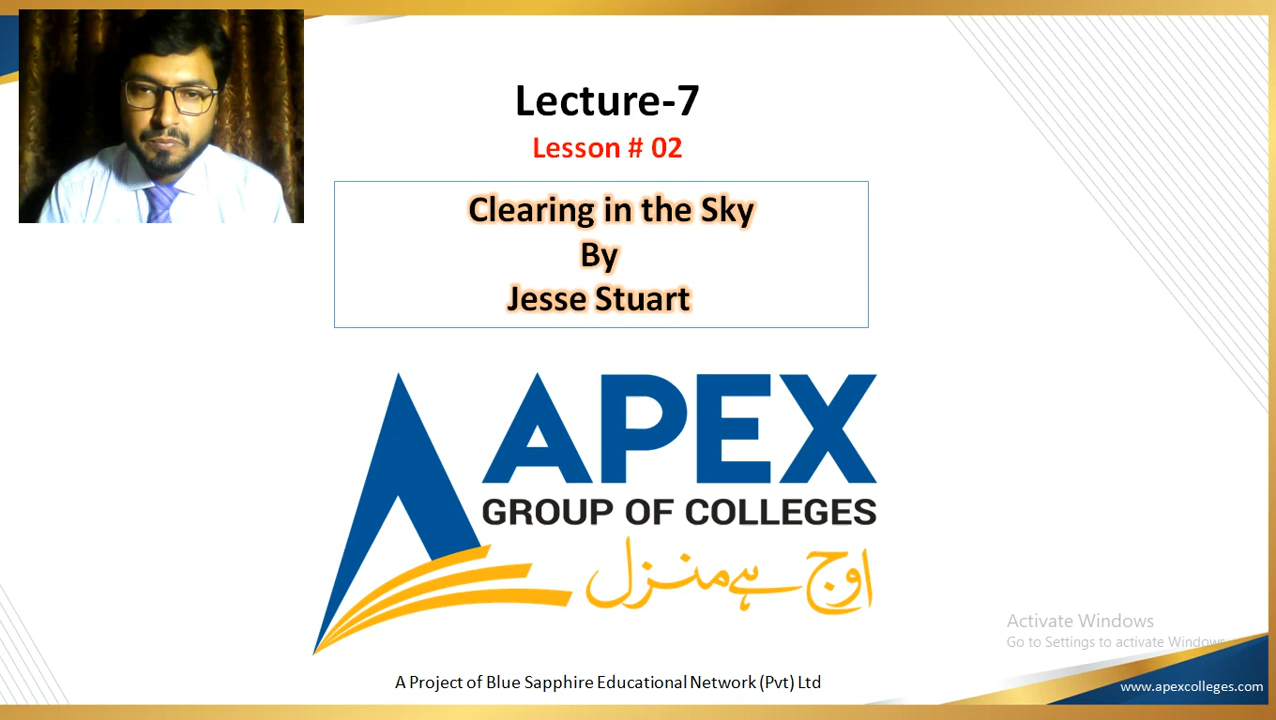 Lecture-7
Lesson # 02
Clearing in the Sky
By
Jesse Stuart
APEX
GROUP OF COLLEGES
اوج ہے منزل
Activate Windows
Go to Settings to activate Windows.
A Project of Blue Sapphire Educational Network (Pvt) Ltd
www.apexcolleges.com